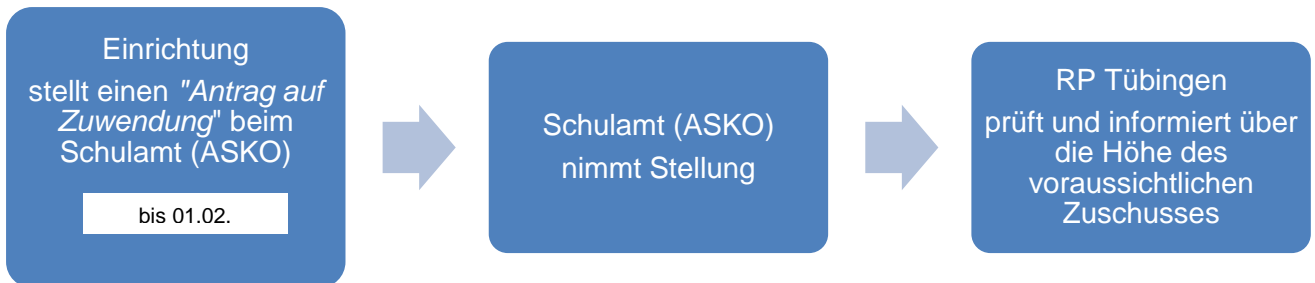 Einrichtung
stellt einen "Antrag auf
Zuwendung" beim
Schulamt (ASKO)
bis 01.02.
Schulamt (ASKO)
nimmt Stellung
RP Tübingen
prüft und informiert über
die Höhe des
voraussichtlichen
Zuschusses